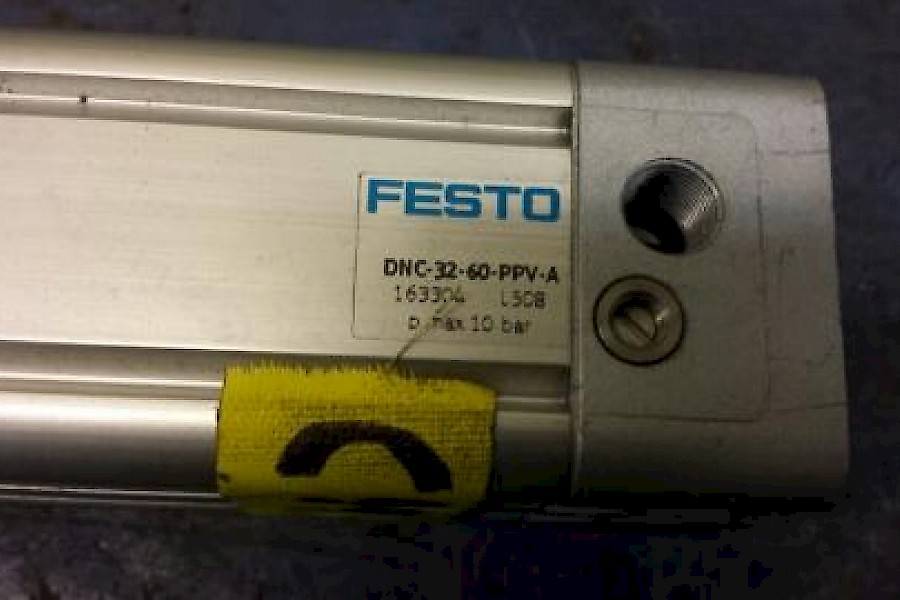 FESTO
DNC-32-60-PPV-A
163304 L508
p max 10 bar